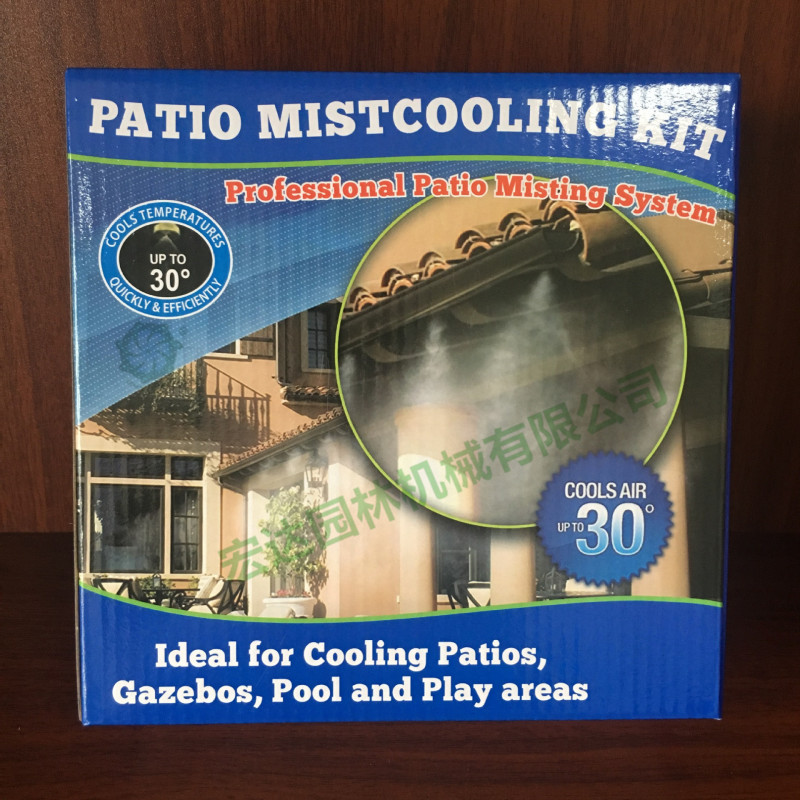 PATIO MISTCOOLING KIT
Professional Patio Misting System
COOLS TEMPERATURES
UP TO
30°
QUICKLY & EFFICIENTLY
宏达园林机械有限公司
COOLS AIR
UP TO 30°
Ideal for Cooling Patios,
Gazebos, Pool and Play areas